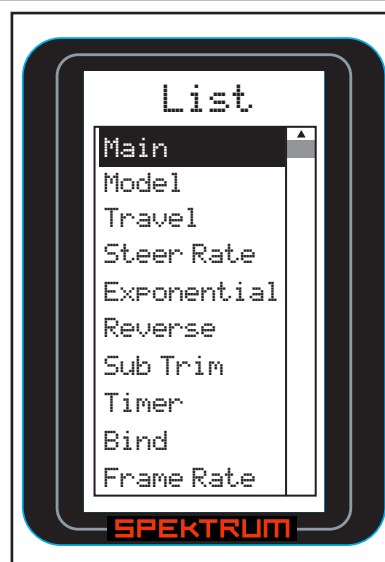 List
Main
Model
Travel
Steer Rate
Exponential
Reverse
Sub Trim
Timer
Bind
Frame Rate
SPEKTRUM